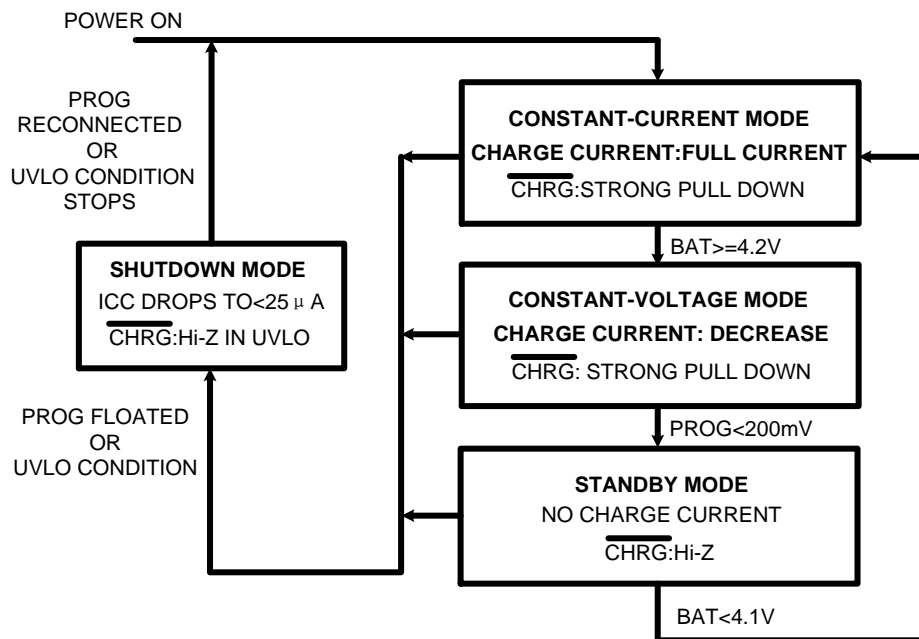 POWER ON
PROG
RECONNECTED
OR
UVLO CONDITION
STOPS
CONSTANT-CURRENT MODE
CHARGE CURRENT:FULL CURRENT
CHRG:STRONG PULL DOWN
BAT>=4.2V
SHUTDOWN MODE
ICC DROPS TO<25 μ A
CHRG:Hi-Z IN UVLO
CONSTANT-VOLTAGE MODE
CHARGE CURRENT: DECREASE
CHRG: STRONG PULL DOWN
PROG FLOATED
OR
UVLO CONDITION
PROG<200mV
STANDBY MODE
NO CHARGE CURRENT
CHRG:Hi-Z
BAT<4.1V